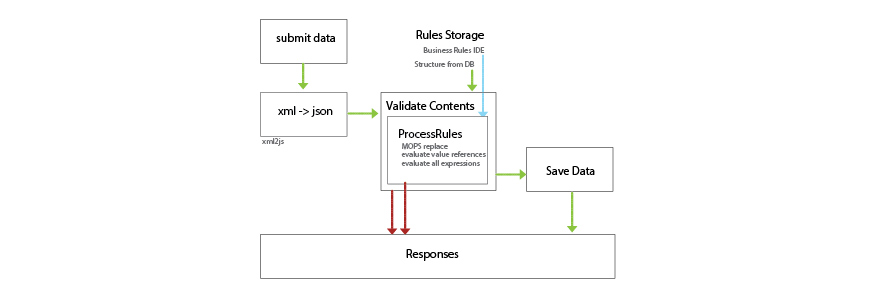 submit data
Rules Storage
Business Rules IDE
Structure from DB
xml -> json
xml2js
Validate Contents
ProcessRules
MOPS replace
evaluate value references
evaluate all expressions
Save Data
Responses